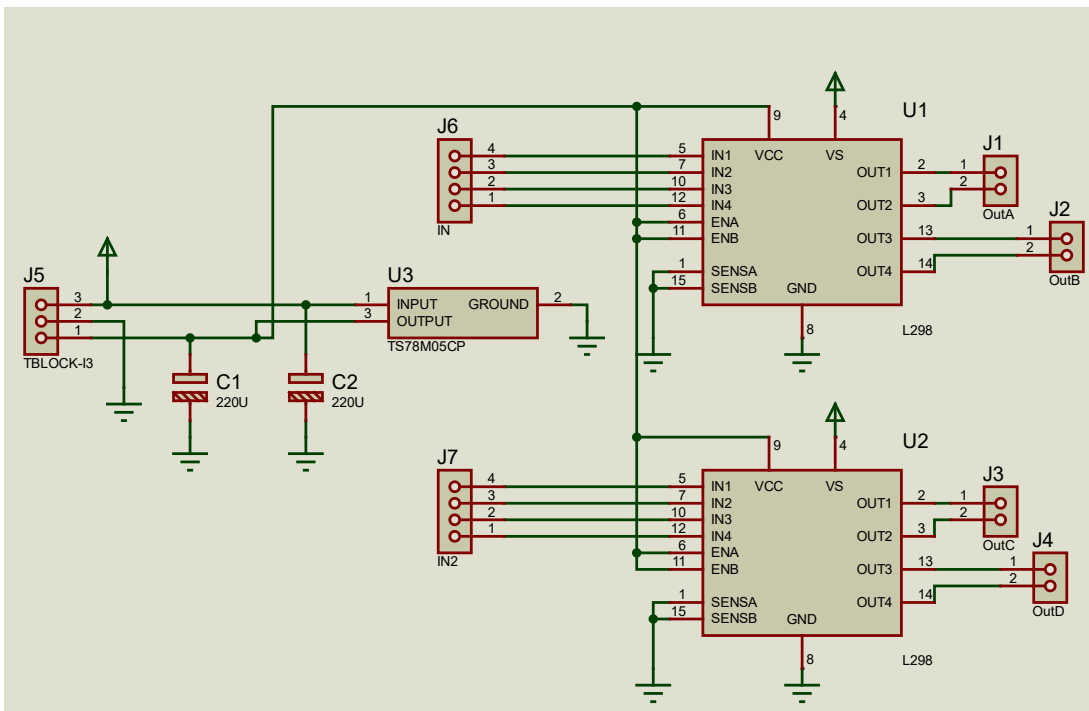 J5
3
2
1
TBLOCK-I3
C1
220U
C2
220U
U3
1 INPUT GROUND 2
3 OUTPUT
TS78M05CP
J6
4
3
2
1
IN
U1
9 4
VCC VS
5 IN1 OUT1 2
7 IN2
10 IN3 OUT2 3
12 IN4
6 ENA OUT3 13
11 ENB
1 SENSA OUT4 14
15 SENSB GND
8
L298
J1
1
2
OutA
J2
1
2
OutB
J7
4
3
2
1
IN2
U2
9 4
VCC VS
5 IN1 OUT1 2
7 IN2
10 IN3 OUT2 3
12 IN4
6 ENA OUT3 13
11 ENB
1 SENSA OUT4 14
15 SENSB GND
8
L298
J3
1
2
OutC
J4
1
2
OutD